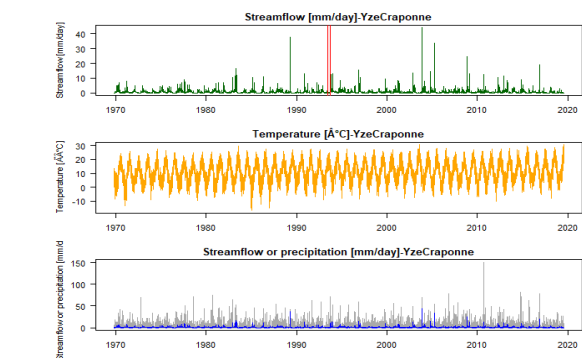 Streamflow [mm/day]-YzeCraponne
Streamflow [mm/day]
40
30
20
10
0
1970 1980 1990 2000 2010 2020
Temperature [Â°C]-YzeCraponne
Temperature [Â°C]
30
20
10
0
-10
1970 1980 1990 2000 2010 2020
Streamflow or precipitation [mm/day]-YzeCraponne
Streamflow or precipitation [mm/d
150
100
50
0
1970 1980 1990 2000 2010 2020